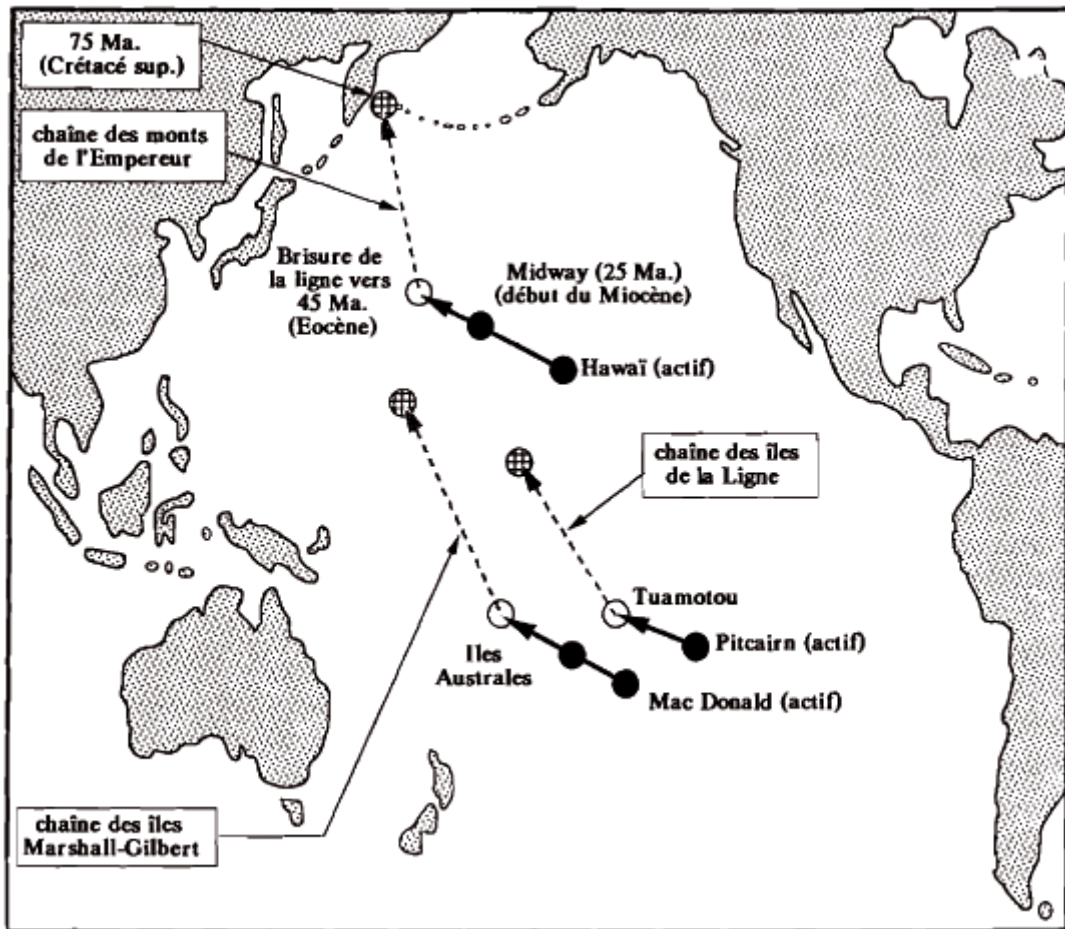 75 Ma.
(Crétacé sup.)
chaîne des monts
de l'Empereur
Brisure de
la ligne vers
45 Ma.
(Eocène)
Midway (25 Ma.)
(début du Miocène)
Hawaï (actif)
chaîne des îles
de la Ligne
Tuamotou
Pitcairn (actif)
Iles
Australes
Mac Donald (actif)
chaîne des îles
Marshall-Gilbert